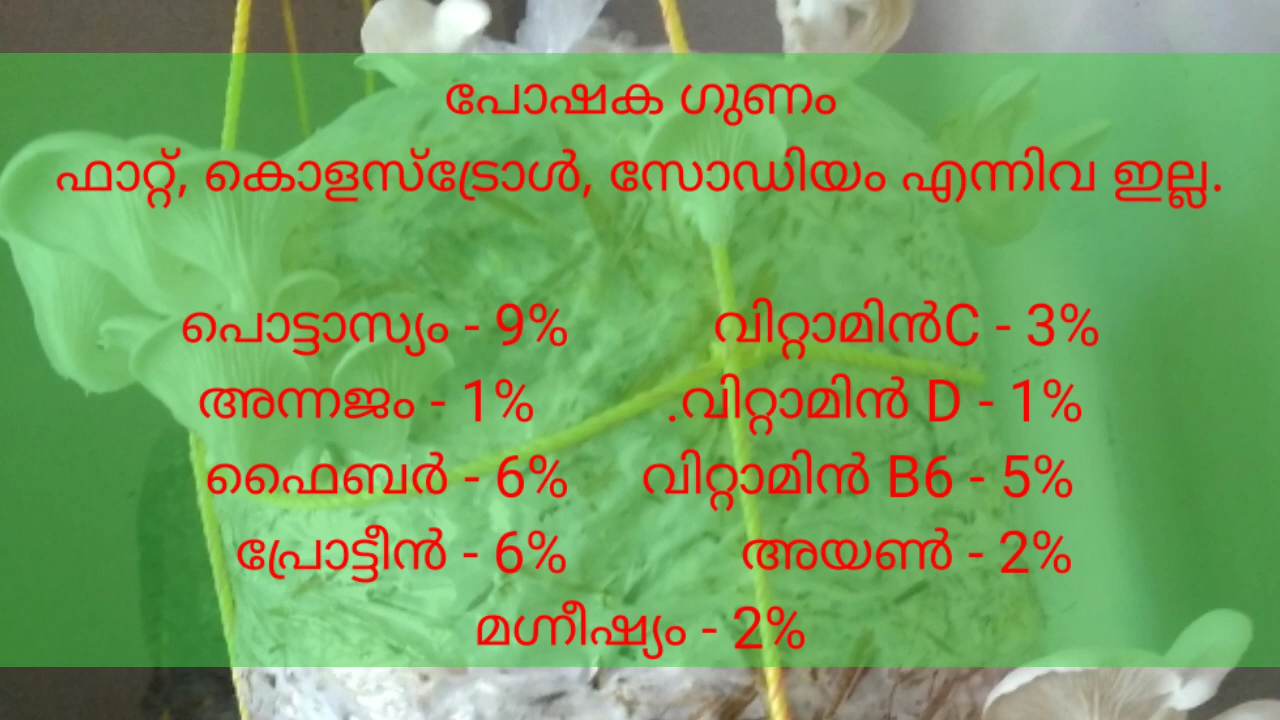 പോഷക ഗുണം
ഫാറ്റ്, കൊളസ്ട്രോൾ, സോഡിയം എന്നിവ ഇല്ല.
പൊട്ടാസ്യം - 9% വിറ്റാമിൻC - 3%
അന്നജം - 1% .വിറ്റാമിൻ D - 1%
ഫൈബർ - 6% വിറ്റാമിൻ B6 - 5%
പ്രോട്ടീൻ - 6% അയൺ - 2%
മഗ്നീഷ്യം - 2%